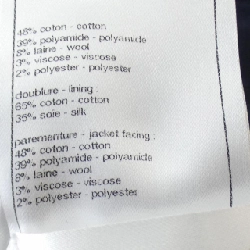 48% coton - cotton
39% polyamide - polyamide
8% laine - wool
3% viscose - viscose
2% polyester - polyester
doublure - lining :
65% coton - cotton
35% soie - silk
parementure - jacket facing :
48% coton - cotton
39% polyamide - polyamide
8% laine - wool
3% viscose - viscose
2% polyester - polyester